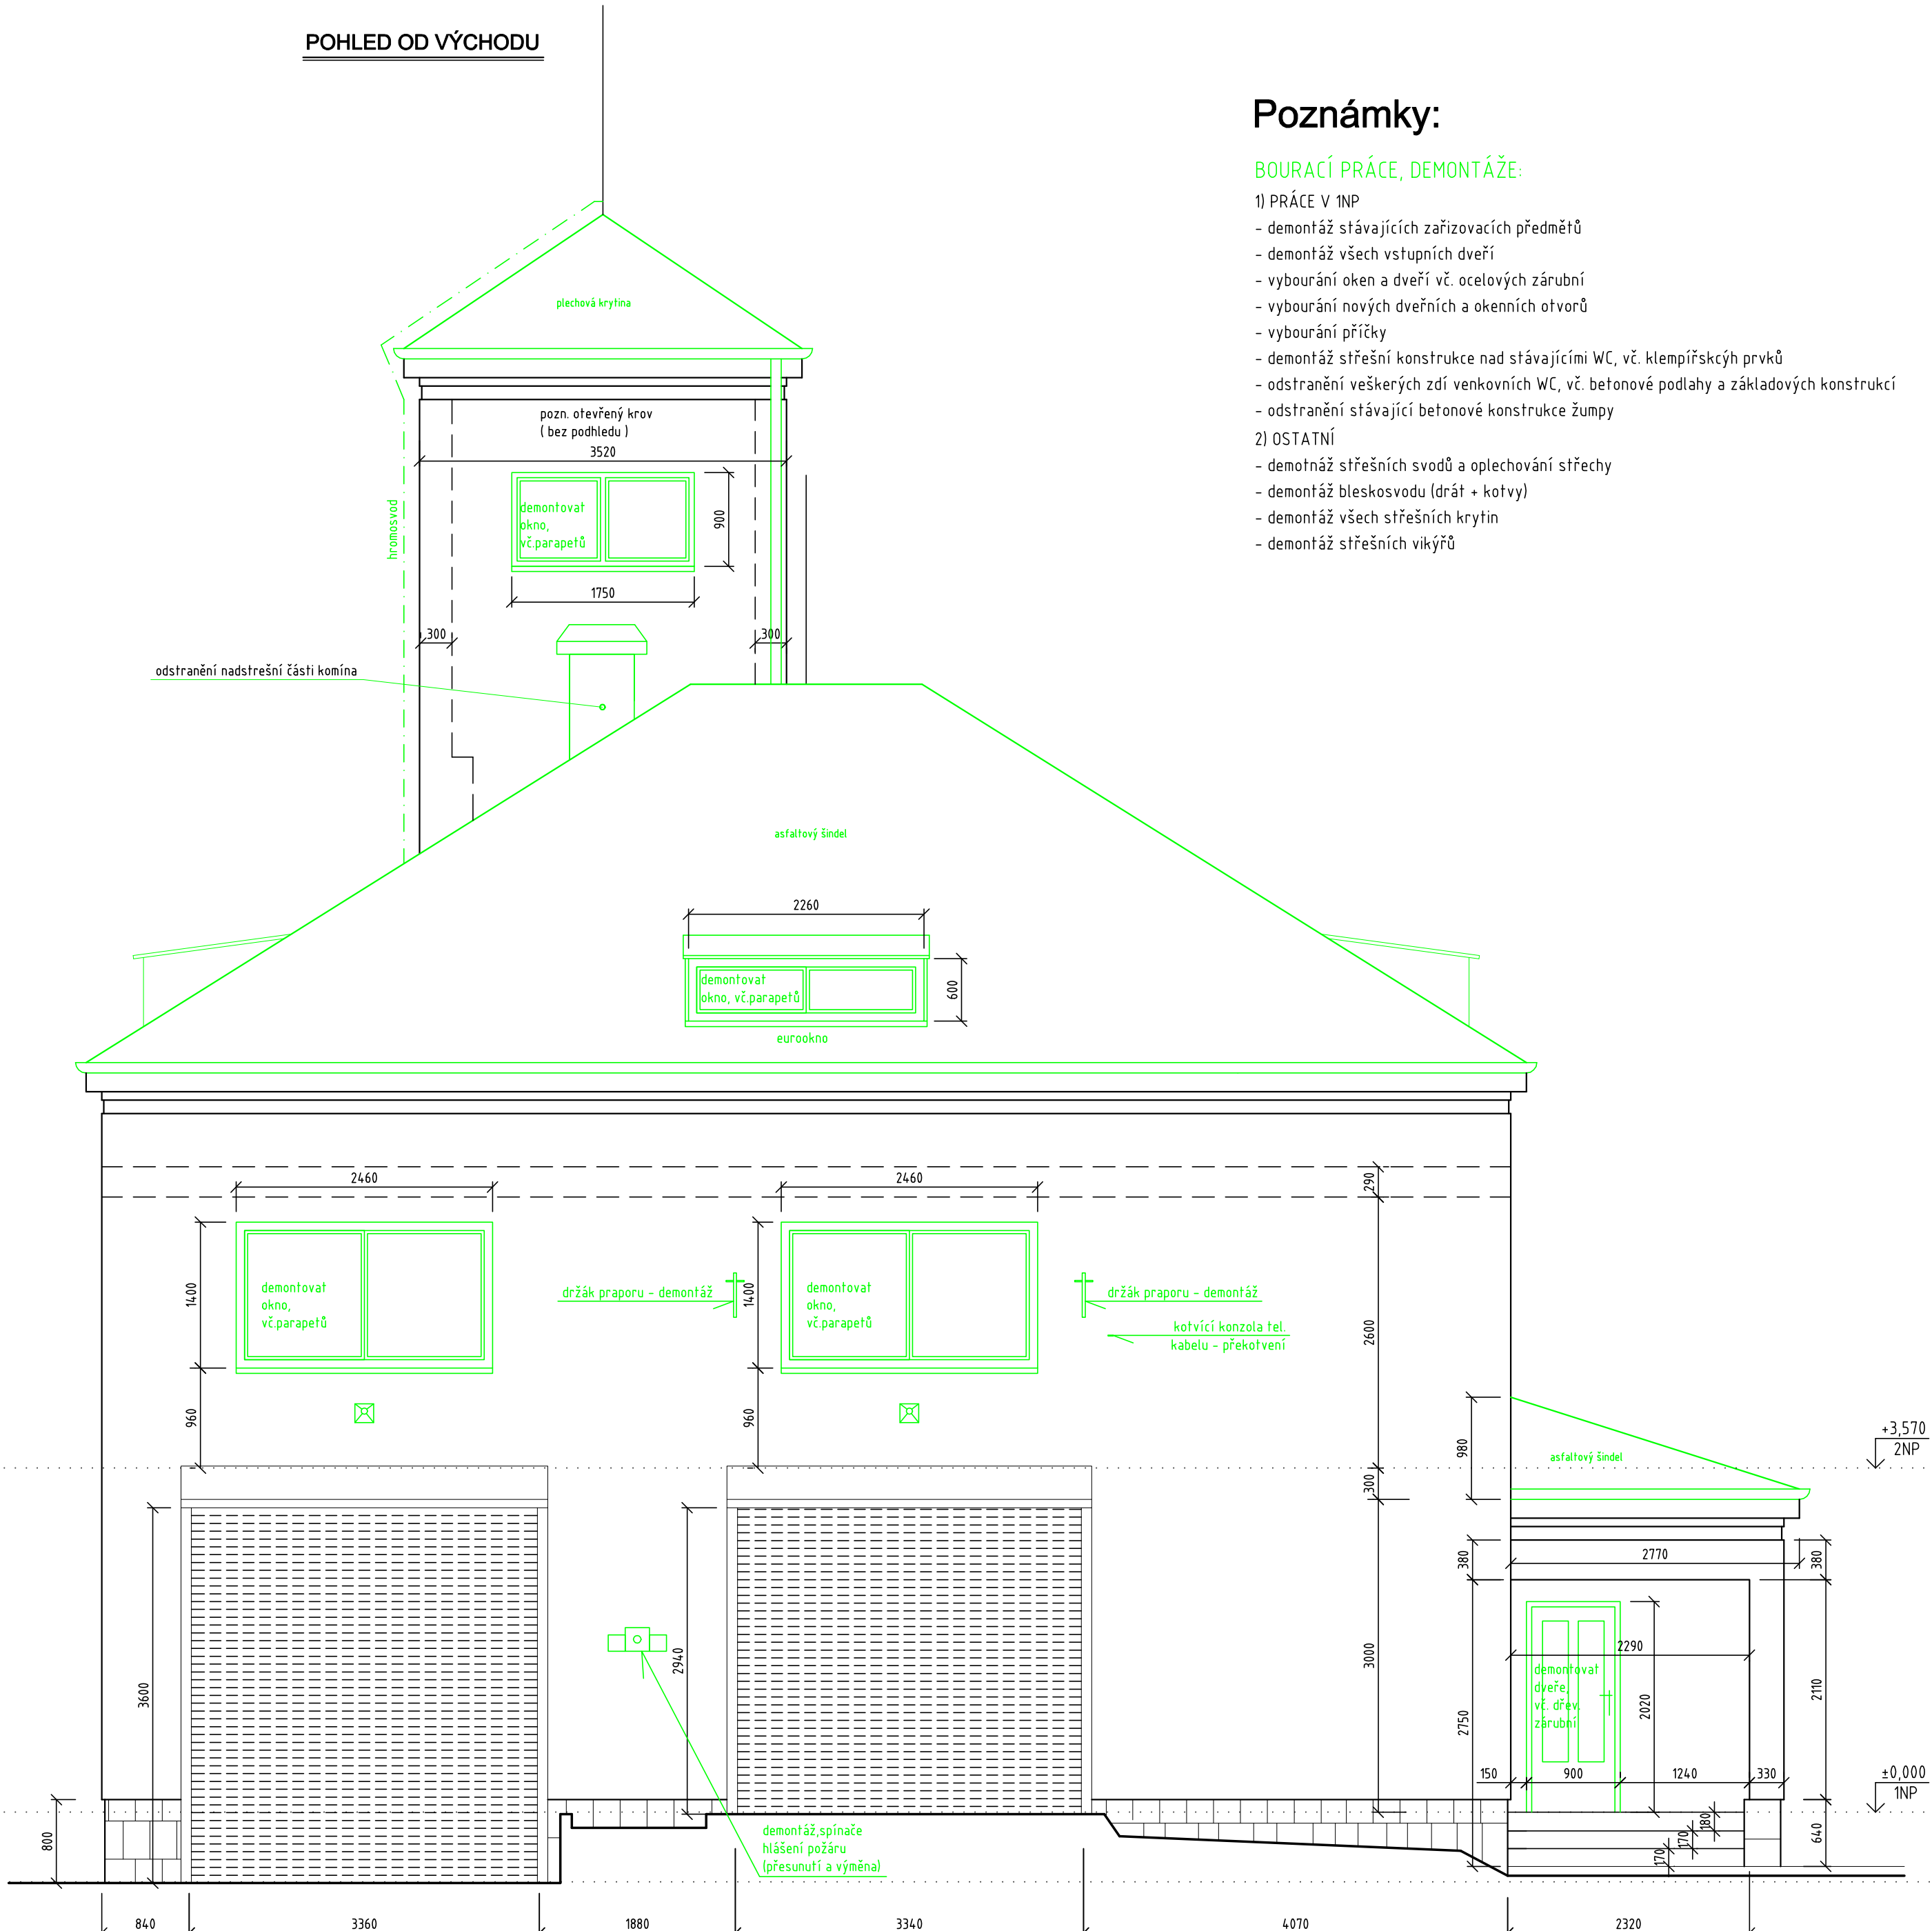 POHLED OD VÝCHODU
Poznámky:
BOURACÍ PRÁCE, DEMONTÁŽE:
1) PRÁCE V 1NP
- demontáž stávajících zařizovacích předmětů
- demontáž všech vstupních dveří
- vybourání oken a dveří vč. ocelových zárubní
- vybourání nových dveřních a okenních otvorů
- vybourání příčky
- demontáž střešní konstrukce nad stávajícími WC, vč. klempířskcýh prvků
- odstranění veškerých zdí venkovních WC, vč. betonové podlahy a základových konstrukcí
- odstranění stávající betonové konstrukce žumpy
2) OSTATNÍ
- demotnáž střešních svodů a oplechování střechy
- demontáž bleskosvodu (drát + kotvy)
- demontáž všech střešních krytin
- demontáž střešních vikýřů
plechová krytina
pozn. otevřený krov
( bez podhledu )
3520
hromosvod
demontovat
okno,
vč.parapetů
900
1750
300
300
odstranění nadstrešní části komína
asfaltový šindel
2260
demontovat
okno, vč.parapetů
600
eurookno
2460
2460
290
1400
demontovat
okno,
vč.parapetů
držák praporu - demontáž
1400
demontovat
okno,
vč.parapetů
držák praporu - demontáž
kotvící konzola tel.
kabelu - překotvení
2600
960
960
980
asfaltový šindel
+3,570
2NP
300
380
2770
380
3600
2940
3000
2750
2290
demontovat
dveře,
vč. dřev.
zárubní
2020
2110
150
900
1240
330
±0,000
1NP
800
demontáž,spínače
hlášení požáru
(přesunutí a výměna)
180
170
170
640
840
3360
1880
3340
4070
2320